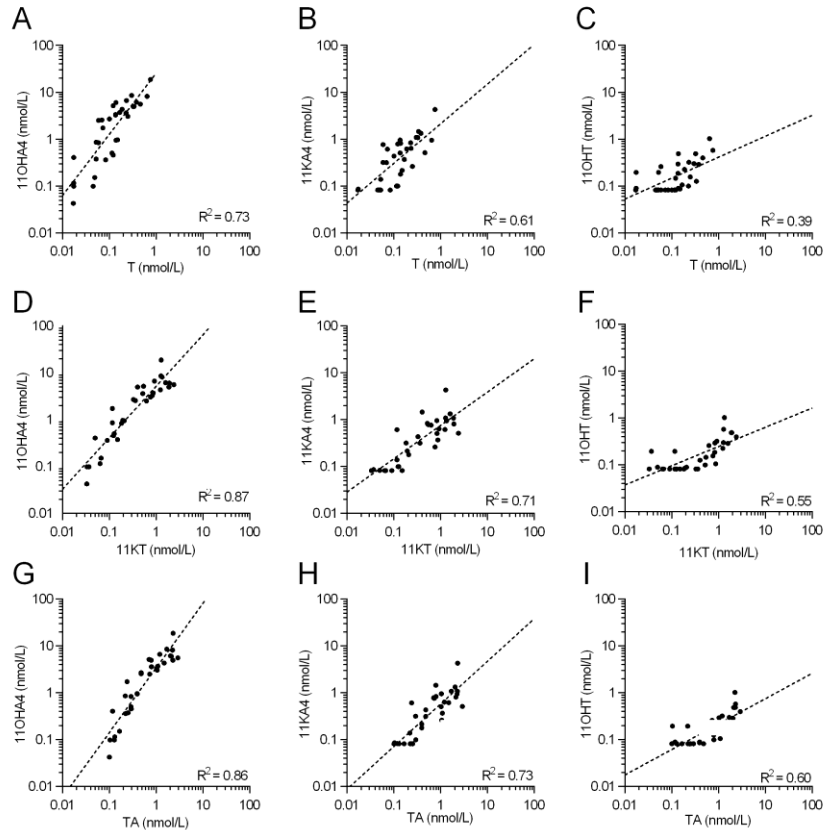 A
100
10
1
0.1
0.01
11OHA4 (nmol/L)
R² = 0.73
0.01 0.1 1 10 100
T (nmol/L)
B
100
10
1
0.1
0.01
11KA4 (nmol/L)
R² = 0.61
0.01 0.1 1 10 100
T (nmol/L)
C
100
10
1
0.1
0.01
11OHT (nmol/L)
R² = 0.39
0.01 0.1 1 10 100
T (nmol/L)
D
100
10
1
0.1
0.01
11OHA4 (nmol/L)
R² = 0.87
0.01 0.1 1 10 100
11KT (nmol/L)
E
100
10
1
0.1
0.01
11KA4 (nmol/L)
R² = 0.71
0.01 0.1 1 10 100
11KT (nmol/L)
F
100
10
1
0.1
0.01
11OHT (nmol/L)
R² = 0.55
0.01 0.1 1 10 100
11KT (nmol/L)
G
100
10
1
0.1
0.01
11OHA4 (nmol/L)
R² = 0.86
0.01 0.1 1 10 100
TA (nmol/L)
H
100
10
1
0.1
0.01
11KA4 (nmol/L)
R² = 0.73
0.01 0.1 1 10 100
TA (nmol/L)
I
100
10
1
0.1
0.01
11OHT (nmol/L)
R² = 0.60
0.01 0.1 1 10 100
TA (nmol/L)